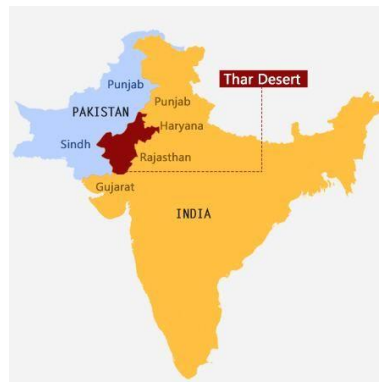 Punjab
Thar Desert
PAKISTAN
Punjab
Haryana
Sindh
Rajasthan
Gujarat
INDIA